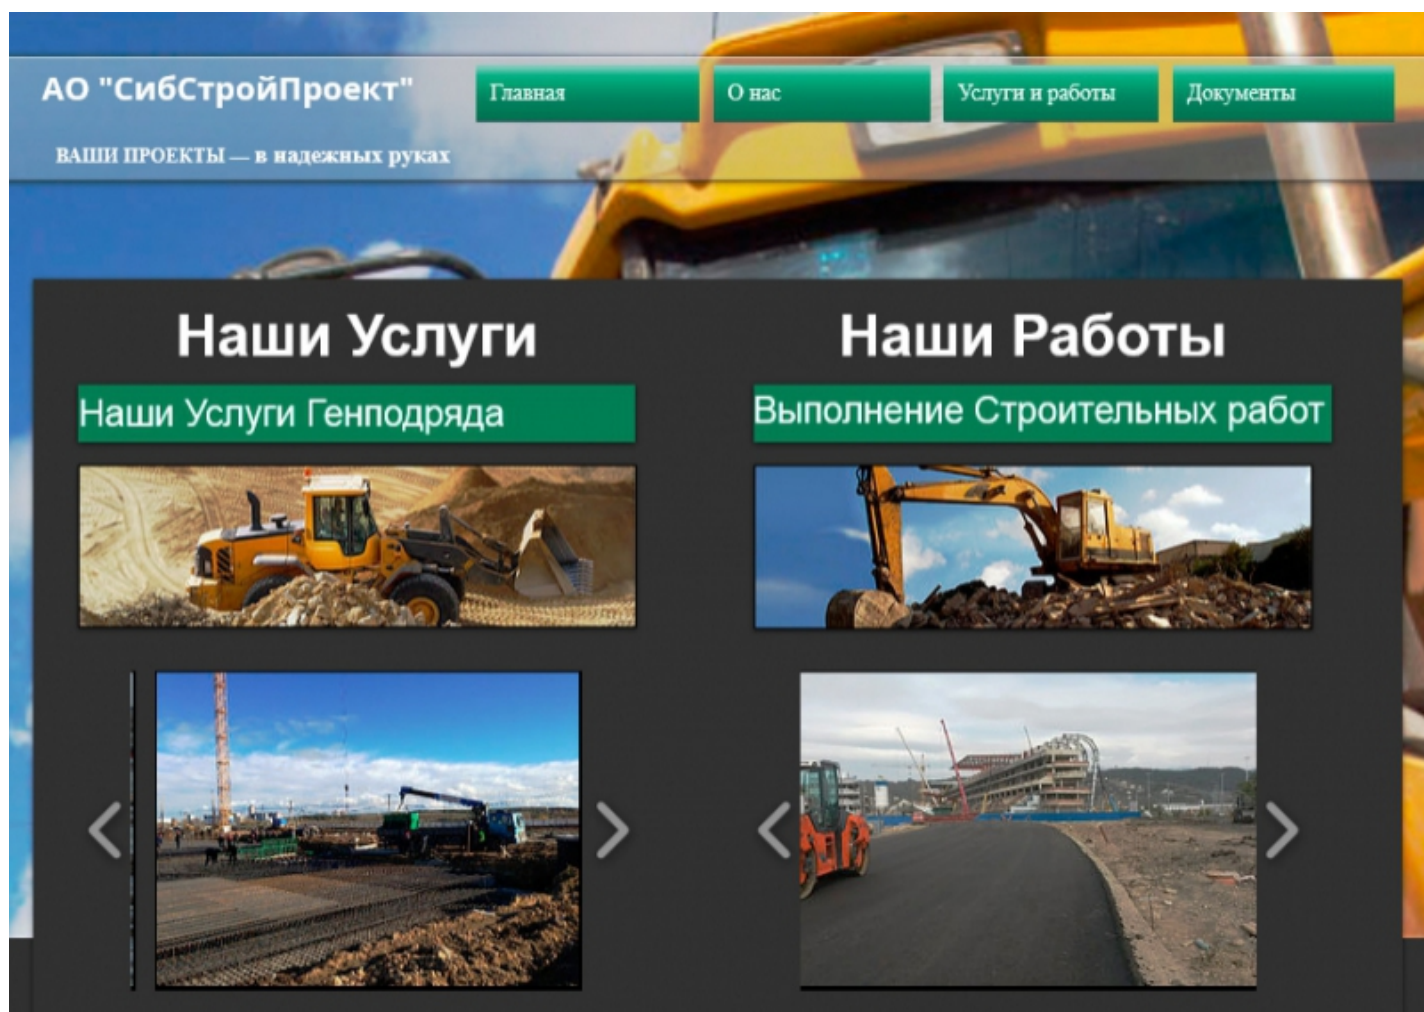 АО "СибСтройПроект"
Главная
О нас
Услуги и работы
Документы
ВАШИ ПРОЕКТЫ — в надежных руках
Наши Услуги
Наши Работы
Наши Услуги Генподряда
Выполнение Строительных работ